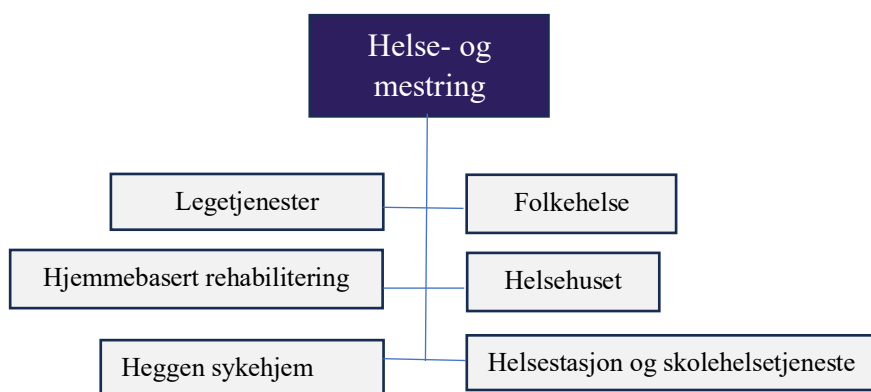 Helse- og
mestring
Legetjenester
Folkehelse
Hjemmebasert rehabilitering
Helsehuset
Heggen sykehjem
Helsestasjon og skolehelsetjeneste